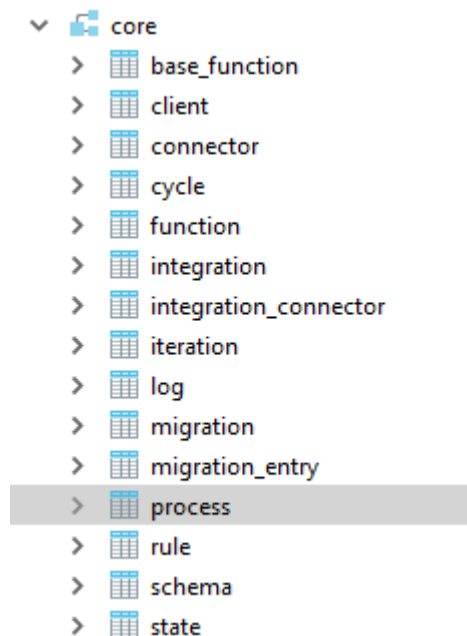 core
base_function
client
connector
cycle
function
integration
integration_connector
iteration
log
migration
migration_entry
process
rule
schema
state